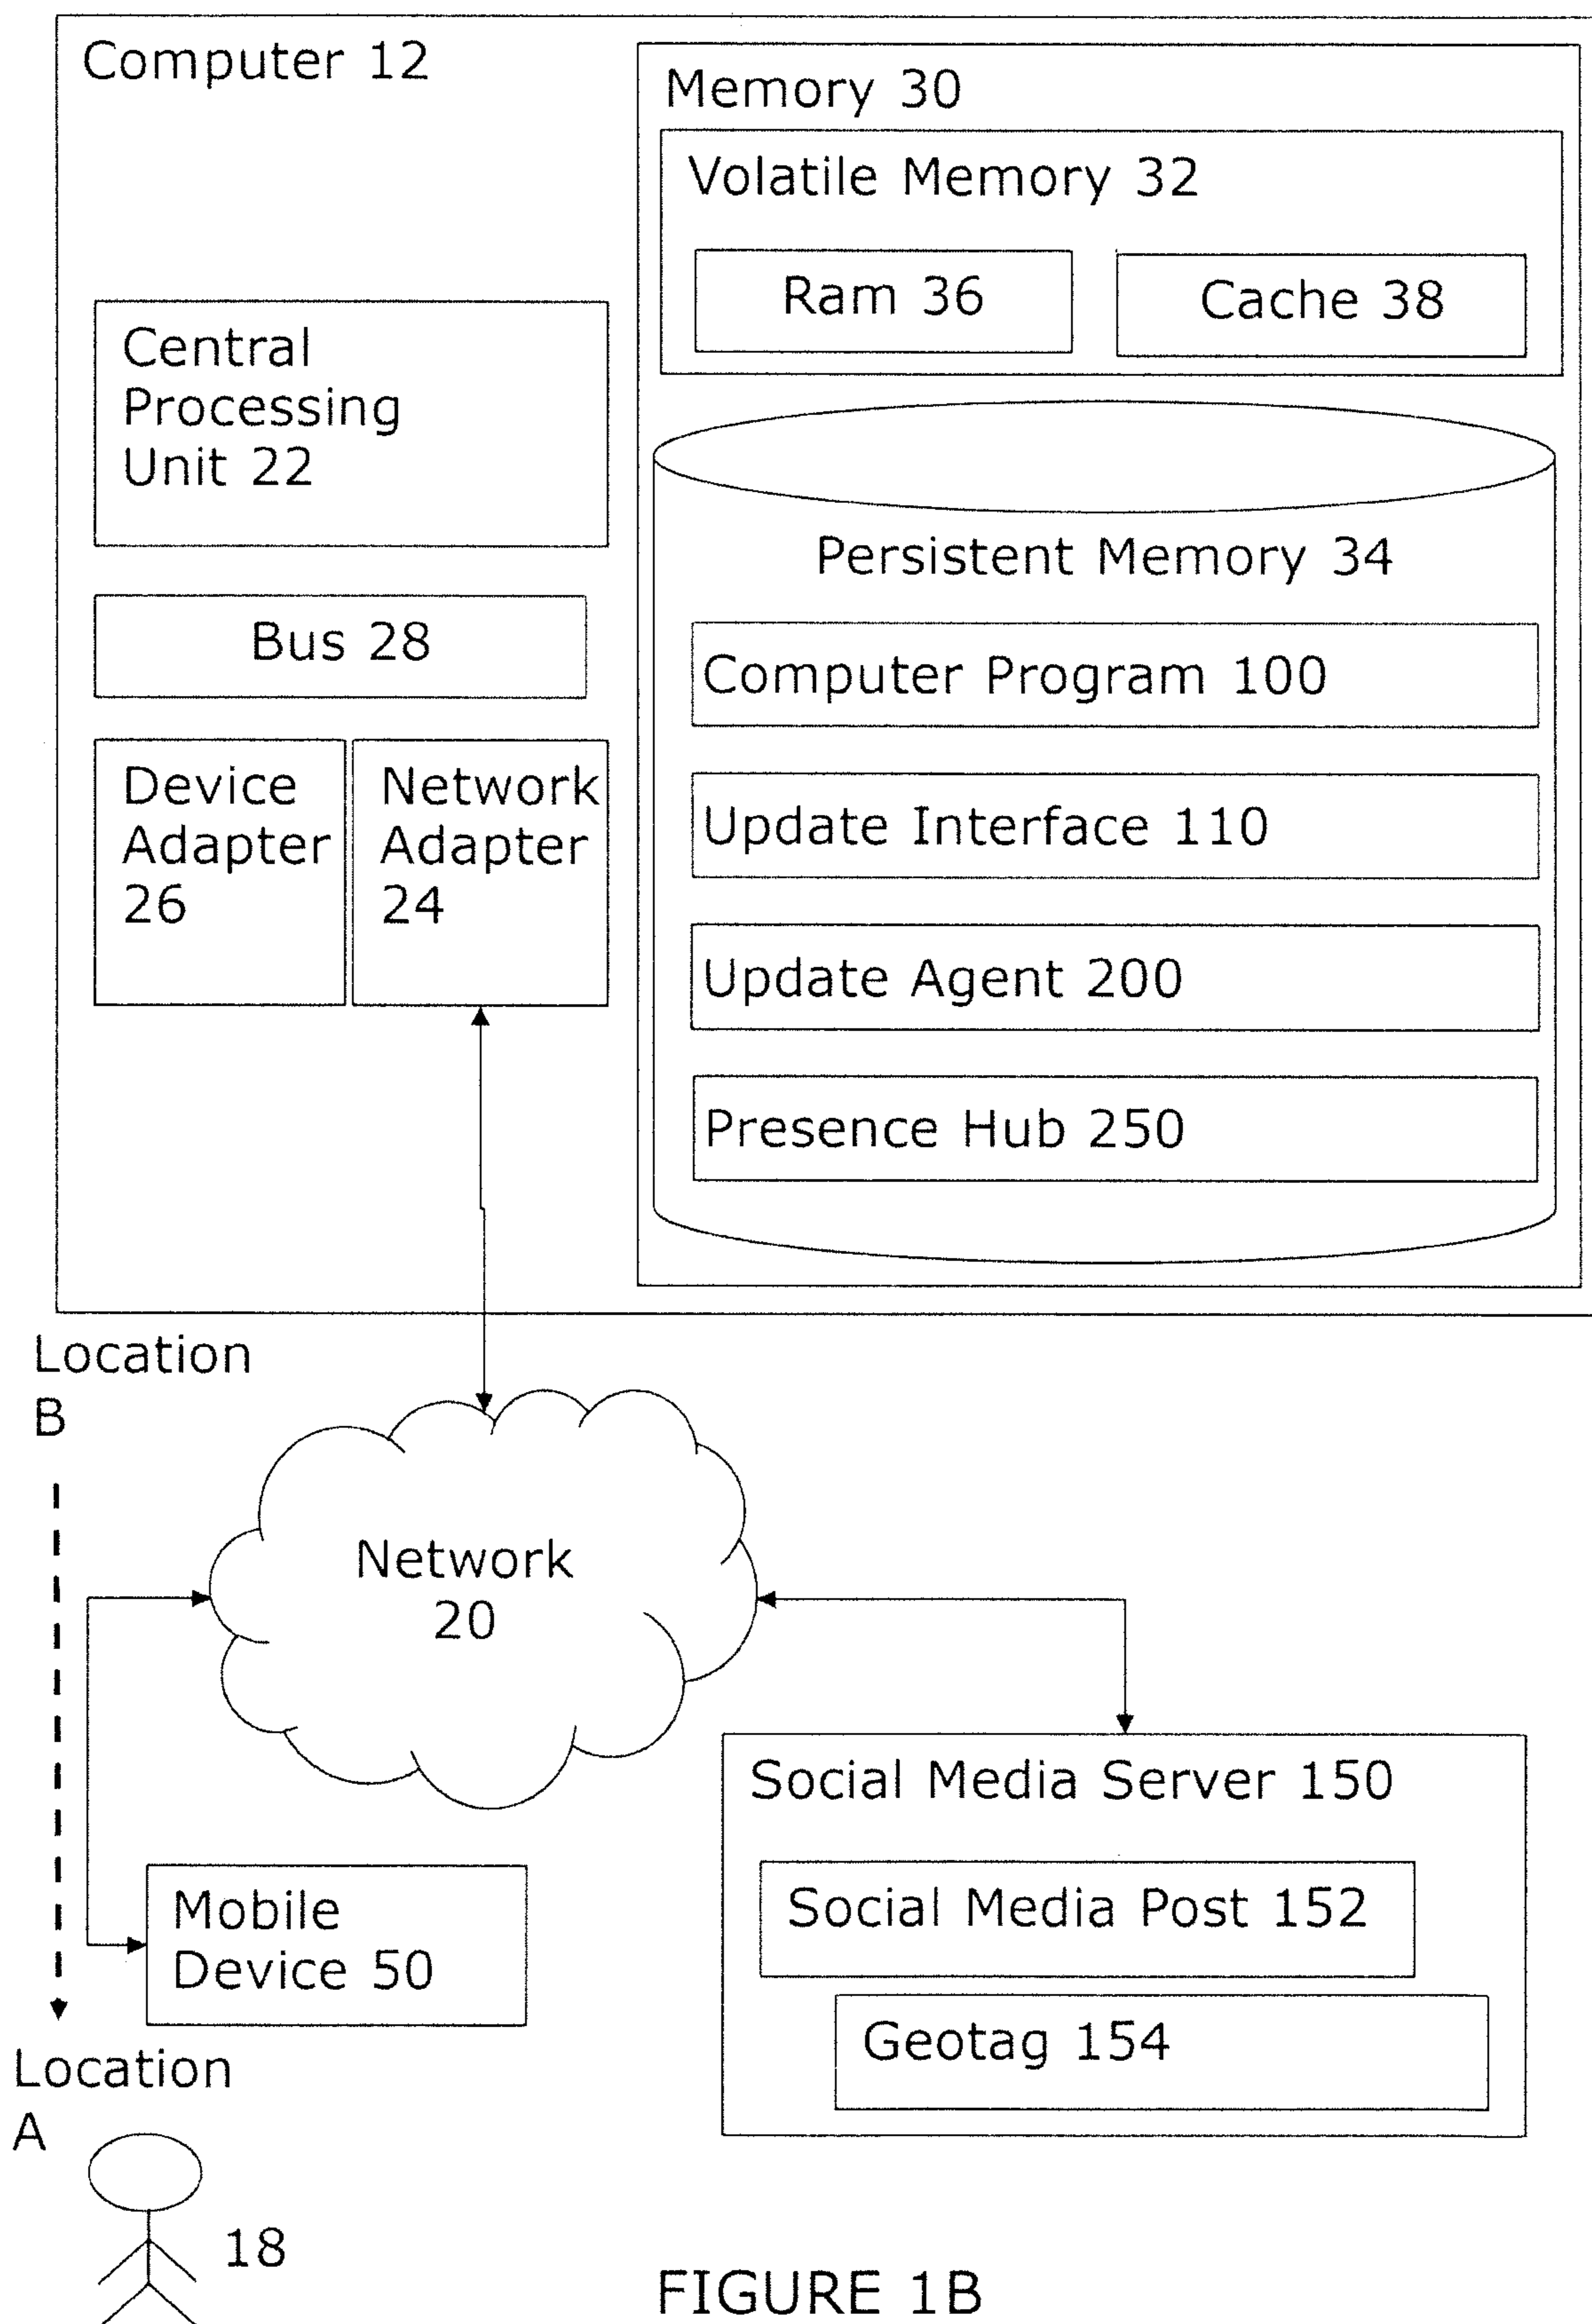 Computer 12
Memory 30
Volatile Memory 32
Ram 36
Cache 38
Central
Processing
Unit 22
Persistent Memory 34
Bus 28
Computer Program 100
Device
Adapter
26
Network
Adapter
24
Update Interface 110
Update Agent 200
Presence Hub 250
Location
B
Network
20
Social Media Server 150
Social Media Post 152
Geotag 154
Mobile
Device 50
Location
A
18
FIGURE 1B